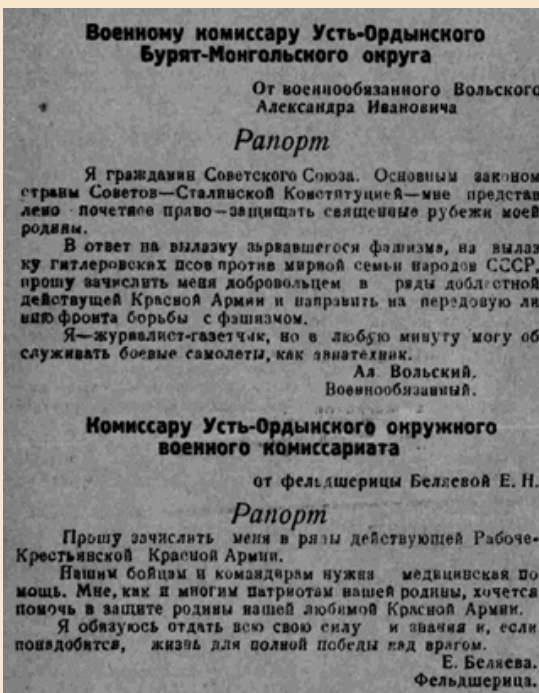 Военному комиссару Усть-Ордынского
Бурят-Монгольского округа
От военнообязанного Вольского
Александра Ивановича
Рапорт
Я гражданин Советского Союза. Основным законом
страны Советов—Сталинской Конституцией—мне представ
лено почетное право—защищать священные рубежи моей
родины.
В ответ на вылазку зарвавшегося фашизма, на вылаз
ку гитлеровских псов против мирной семьи народов СССР,
прошу зачислить меня добровольцем в ряды доблестной
действущей Красной Армии и направить на передовую ли
нию фронта борьбы с фашизмом.
Я—журналист-газетчик, но в любую минуту могу об
служивать боевые самолеты, как авиатехник.
Ал Вольский.
Военнообязанный.
Комиссару Усть-Ордынского окружного
военного комиссариата
от фельдшерицы Беляевой Е. Н.
Рапорт
Прошу зачислить меня в ряды действующей Рабоче-
Крестьянской Красной Армии.
Нашим бойцам и командирам нужна медицинская по
мощь. Мне, как и многим патриотам нашей родины, хочется
помочь в защите родины нашей любимой Красной Армии.
Я обязуюсь отдать всю свою силу и знания и, если
понадобится, жизнь для полной победы над врагом.
Е. Беляева.
Фельдшерица.